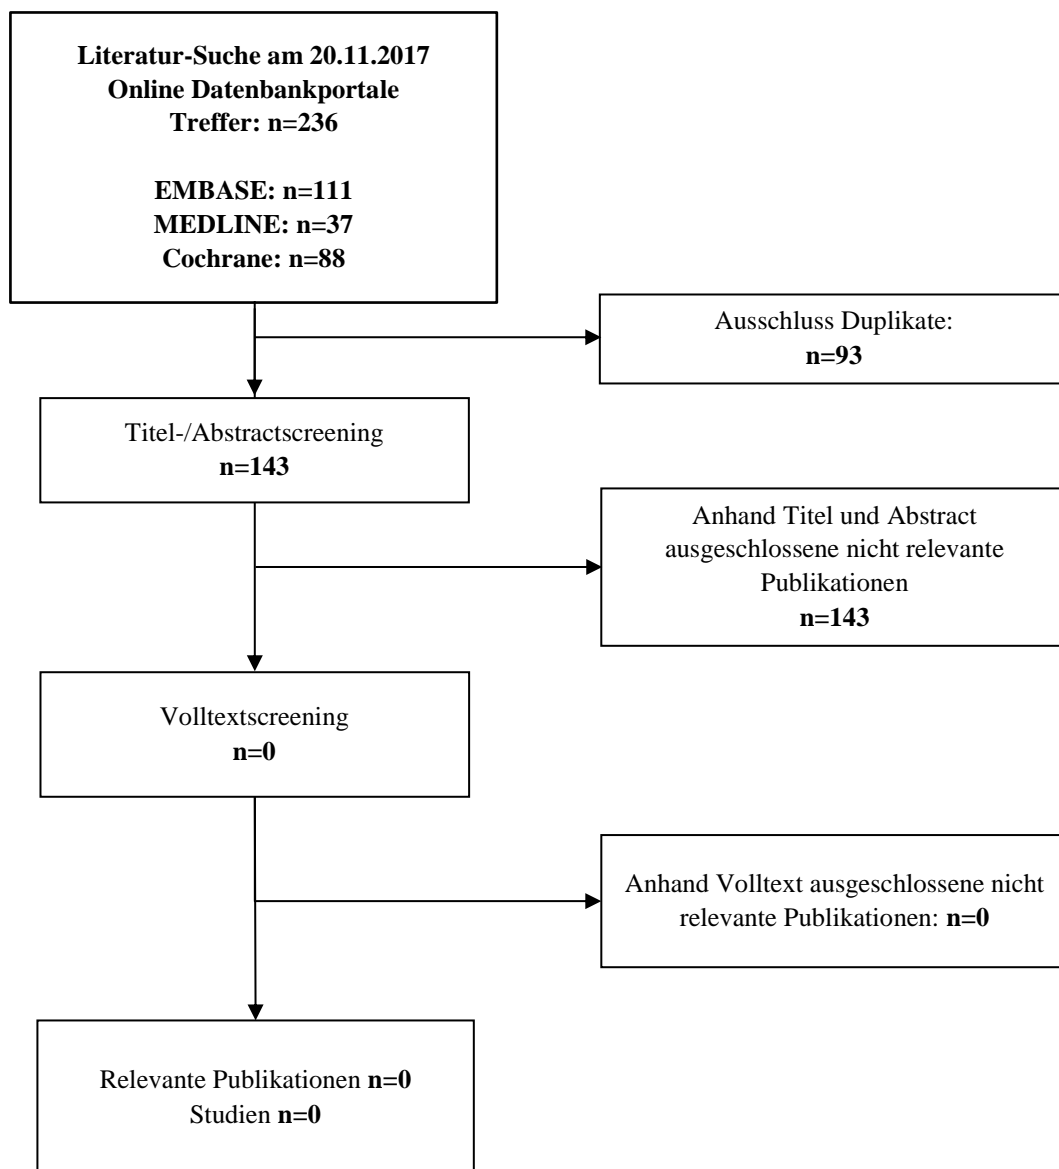 Literatur-Suche am 20.11.2017
Online Datenbankportale
Treffer: n=236
EMBASE: n=111
MEDLINE: n=37
Cochrane: n=88
Ausschluss Duplikate:
n=93
Titel-/Abstractscreening
n=143
Anhand Titel und Abstract
ausgeschlossene nicht relevante
Publikationen
n=143
Volltextscreening
n=0
Anhand Volltext ausgeschlossene nicht
relevante Publikationen: n=0
Relevante Publikationen n=0
Studien n=0